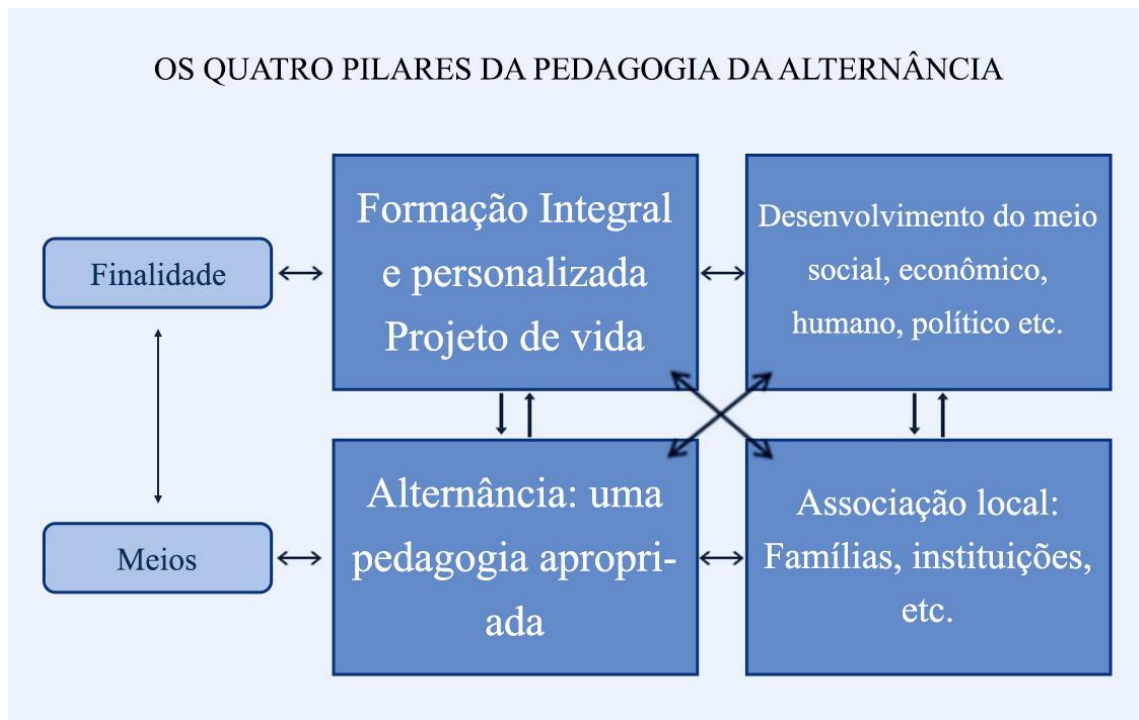 OS QUATRO PILARES DA PEDAGOGIA DA ALTERNÂNCIA
Finalidade
Formação Integral
e personalizada
Projeto de vida
Desenvolvimento do meio
social, econômico,
humano, político etc.
Meios
Alternância: uma
pedagogia apropri-
ada
Associação local:
Famílias, instituições,
etc.